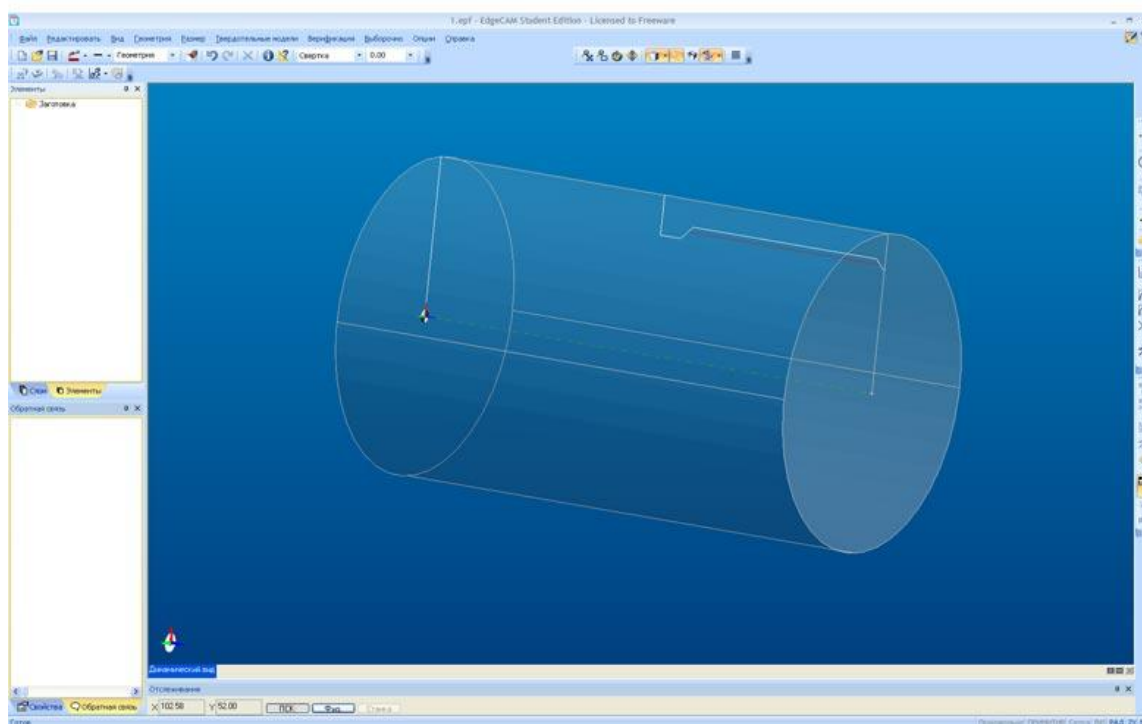 1.epf - EdgeCAM Student Edition - Licensed to Freeware
Файл Редактировать Вид Геометрия Размер Твердотельные модели Верификация Выборочно Опции Справка
Геометрия Свертка 0.00
Элементы
Заготовка
Слои Элементы
Обратная связь
Динамический вид
Отслеживание
Свойства Обратная связь X 102.58 Y 52.00 ПСК Физ.
Готов